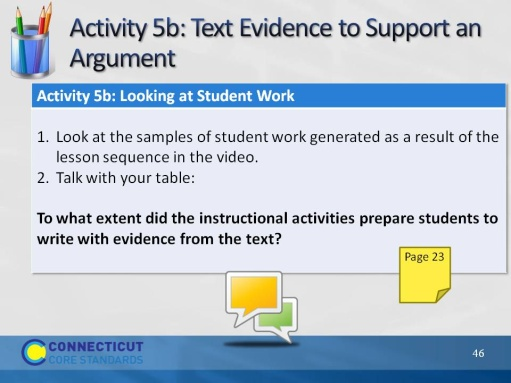 Activity 5b: Text Evidence to Support an
Argument
Activity 5b: Looking at Student Work
1. Look at the samples of student work generated as a result of the
lesson sequence in the video.
2. Talk with your table:
To what extent did the instructional activities prepare students to
write with evidence from the text?
Page 23
CONNECTICUT
CORE STANDARDS
46